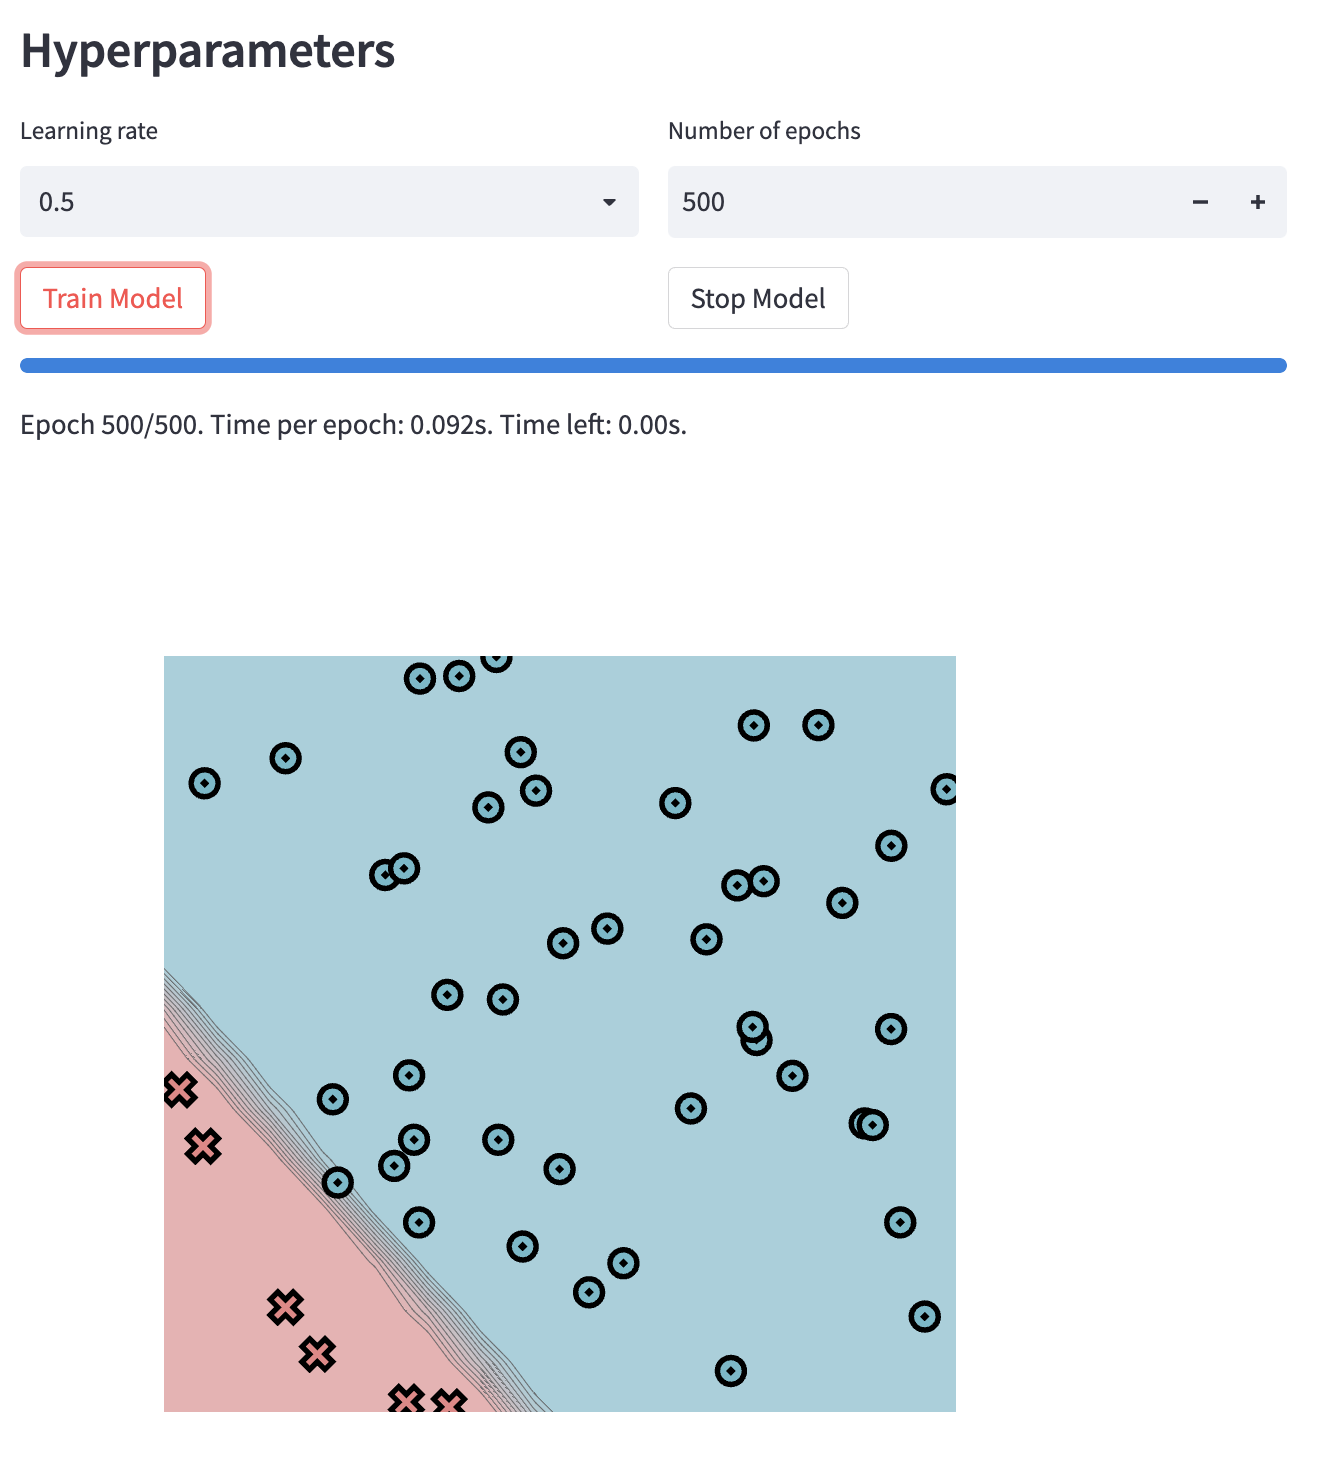 Hyperparameters
Learning rate
Number of epochs
0.5
500
Train Model
Stop Model
Epoch 500/500. Time per epoch: 0.092s. Time left: 0.00s.